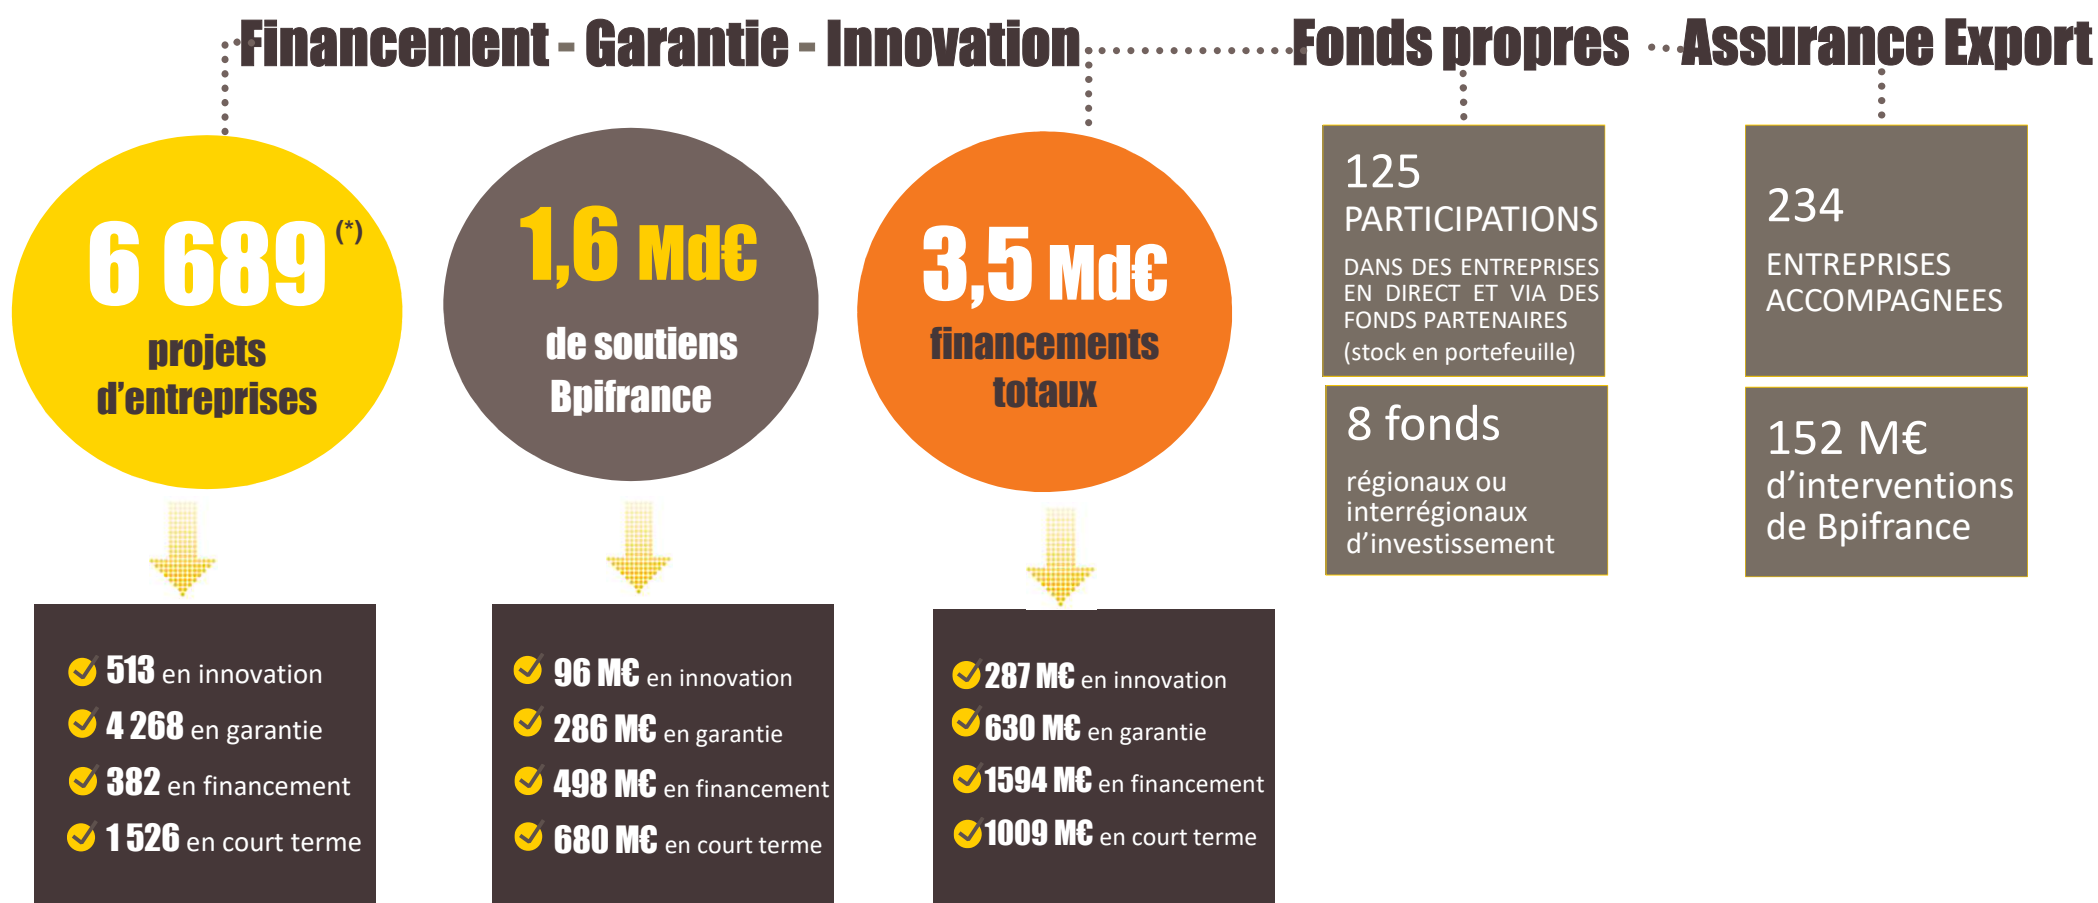 Financement - Garantie - Innovation
Fonds propres
Assurance Export
6 689 (*)
projets
d'entreprises
1,6 Md€
de soutiens
Bpifrance
3,5 Md€
financements
totaux
125
PARTICIPATIONS
DANS DES ENTREPRISES
EN DIRECT ET VIA DES
FONDS PARTENAIRES
(stock en portefeuille)
8 fonds
régionaux ou
interrégionaux
d'investissement
234
ENTREPRISES
ACCOMPAGNEES
152 M€
d'interventions
de Bpifrance
513 en innovation
4 268 en garantie
382 en financement
1 526 en court terme
96 M€ en innovation
286 M€ en garantie
498 M€ en financement
680 M€ en court terme
287 M€ en innovation
630 M€ en garantie
1594 M€ en financement
1009 M€ en court terme